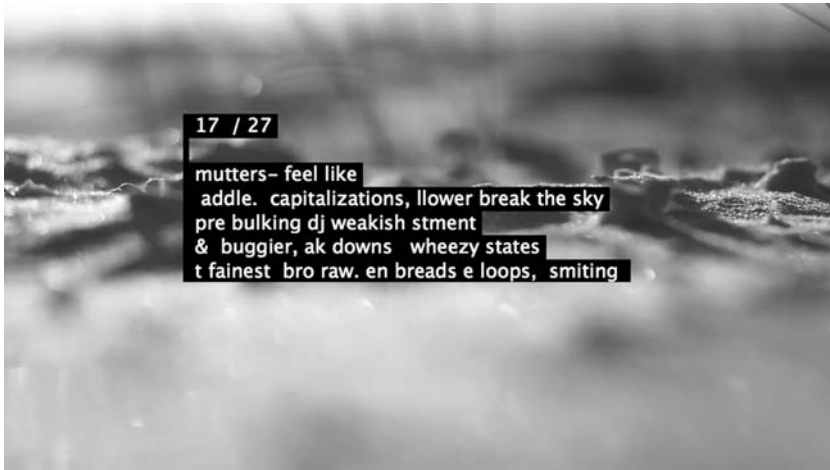 17 / 27
mutters– feel like
addle. capitalizations, llower break the sky
pre bulking dj weakish stment
& buggier, ak downs wheezy states
t fainest bro raw. en breads e loops, smiting